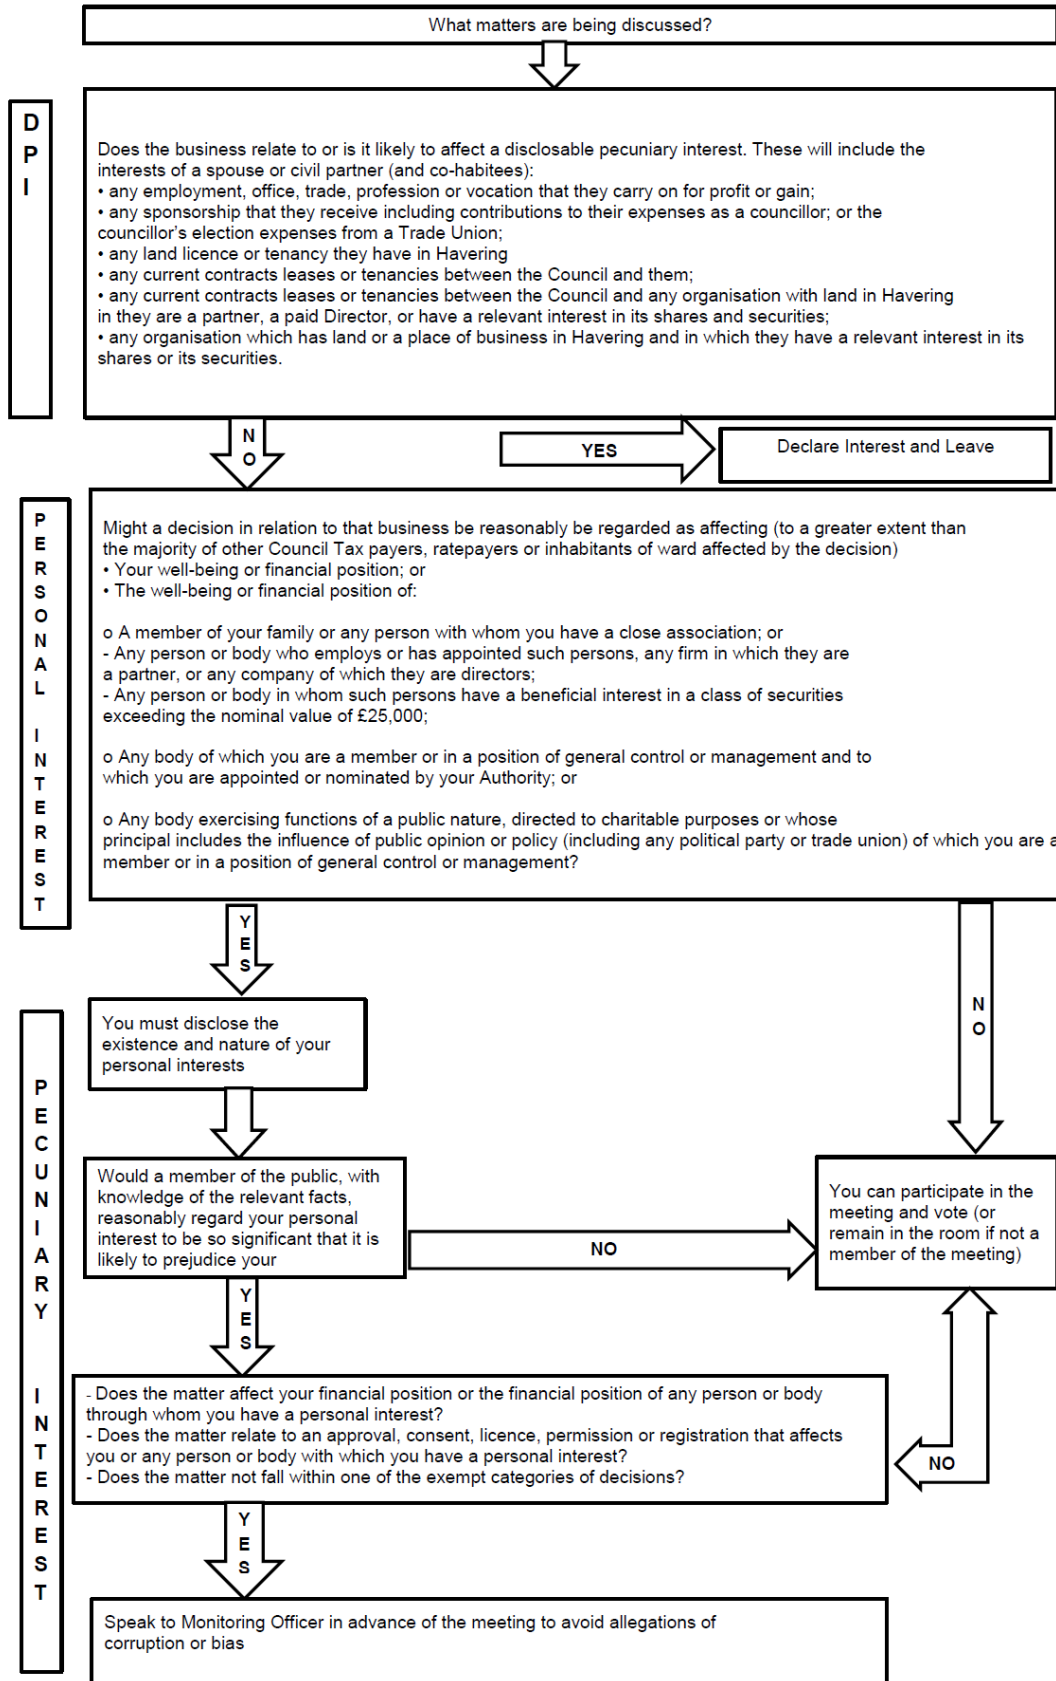 What matters are being discussed?
D
P
I
Does the business relate to or is it likely to affect a disclosable pecuniary interest. These will include the
interests of a spouse or civil partner (and co-habitees):
• any employment, office, trade, profession or vocation that they carry on for profit or gain;
• any sponsorship that they receive including contributions to their expenses as a councillor; or the
councillor's election expenses from a Trade Union;
• any land licence or tenancy they have in Havering
• any current contracts leases or tenancies between the Council and them;
• any current contracts leases or tenancies between the Council and any organisation with land in Havering
in they are a partner, a paid Director, or have a relevant interest in its shares and securities;
• any organisation which has land or a place of business in Havering and in which they have a relevant interest in its
shares or its securities.
N
O
YES
Declare Interest and Leave
P
E
R
S
O
N
A
L
I
N
T
E
R
E
S
T
Might a decision in relation to that business be reasonably be regarded as affecting (to a greater extent than
the majority of other Council Tax payers, ratepayers or inhabitants of ward affected by the decision)
• Your well-being or financial position; or
• The well-being or financial position of:
o A member of your family or any person with whom you have a close association; or
- Any person or body who employs or has appointed such persons, any firm in which they are
a partner, or any company of which they are directors;
- Any person or body in whom such persons have a beneficial interest in a class of securities
exceeding the nominal value of £25,000;
o Any body of which you are a member or in a position of general control or management and to
which you are appointed or nominated by your Authority; or
o Any body exercising functions of a public nature, directed to charitable purposes or whose
principal includes the influence of public opinion or policy (including any political party or trade union) of which you are a
member or in a position of general control or management?
Y
E
S
N
O
P
E
C
U
N
I
A
R
Y
I
N
T
E
R
E
S
T
You must disclose the
existence and nature of your
personal interests
Would a member of the public, with
knowledge of the relevant facts,
reasonably regard your personal
interest to be so significant that it is
likely to prejudice your
NO
You can participate in the
meeting and vote (or
remain in the room if not a
member of the meeting)
Y
E
S
- Does the matter affect your financial position or the financial position of any person or body
through whom you have a personal interest?
- Does the matter relate to an approval, consent, licence, permission or registration that affects
you or any person or body with which you have a personal interest?
- Does the matter not fall within one of the exempt categories of decisions?
NO
Y
E
S
Speak to Monitoring Officer in advance of the meeting to avoid allegations of
corruption or bias